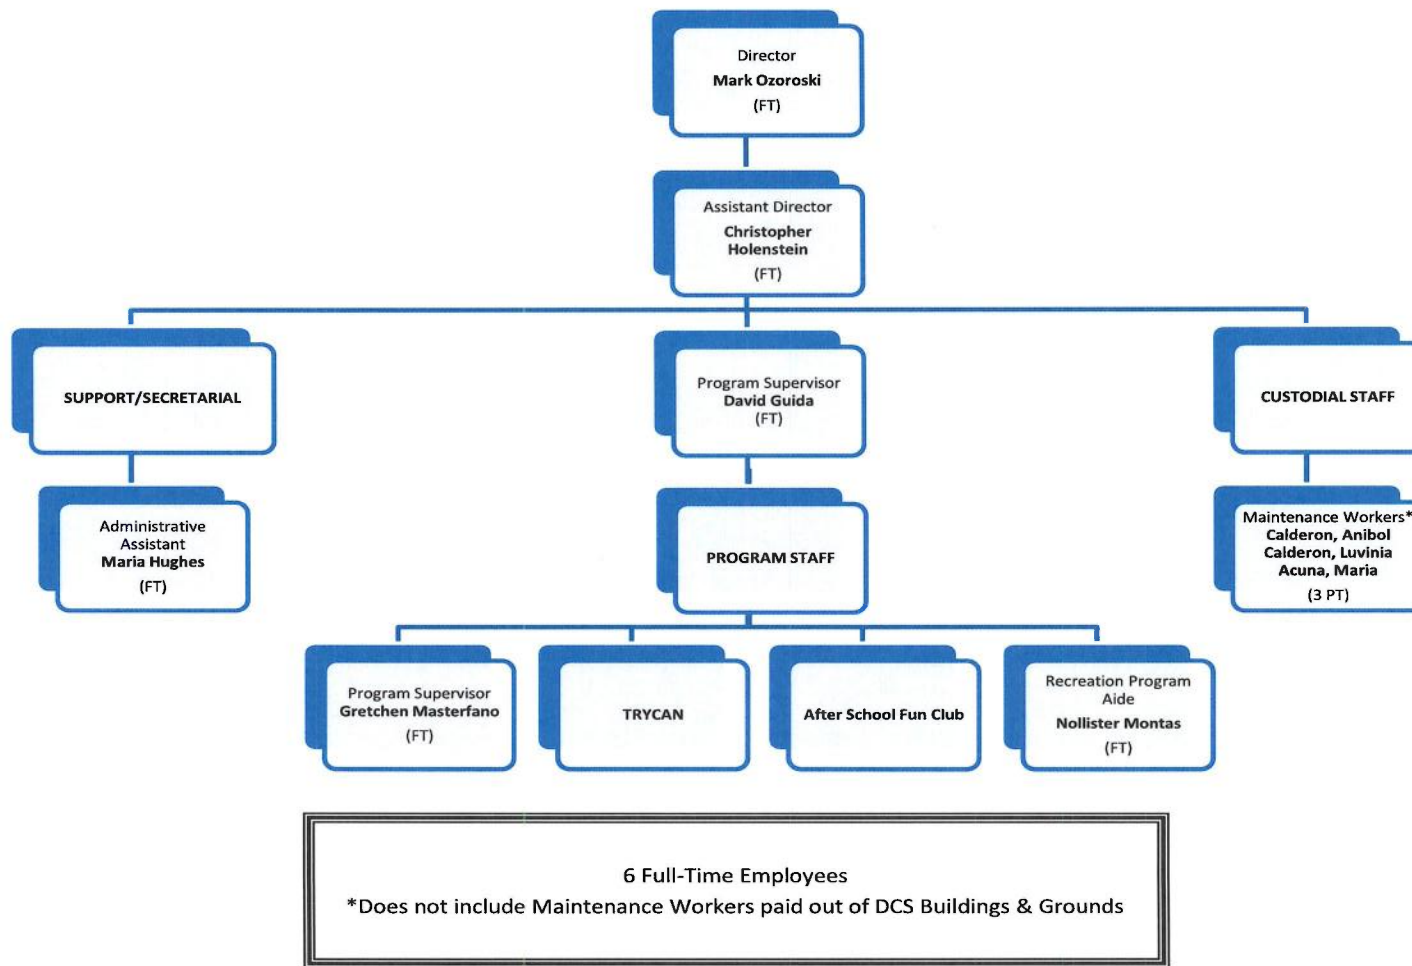 Director
Mark Ozoroski
(FT)
Assistant Director
Christopher
Holenstein
(FT)
SUPPORT/SECRETARIAL
Program Supervisor
David Guida
(FT)
CUSTODIAL STAFF
Administrative
Assistant
Maria Hughes
(FT)
PROGRAM STAFF
Maintenance Workers*
Calderon, Anibol
Calderon, Luvinia
Acuna, Maria
(3 PT)
Program Supervisor
Gretchen Masterfano
(FT)
TRYCAN
After School Fun Club
Recreation Program
Aide
Nollister Montas
(FT)
6 Full-Time Employees
*Does not include Maintenance Workers paid out of DCS Buildings & Grounds